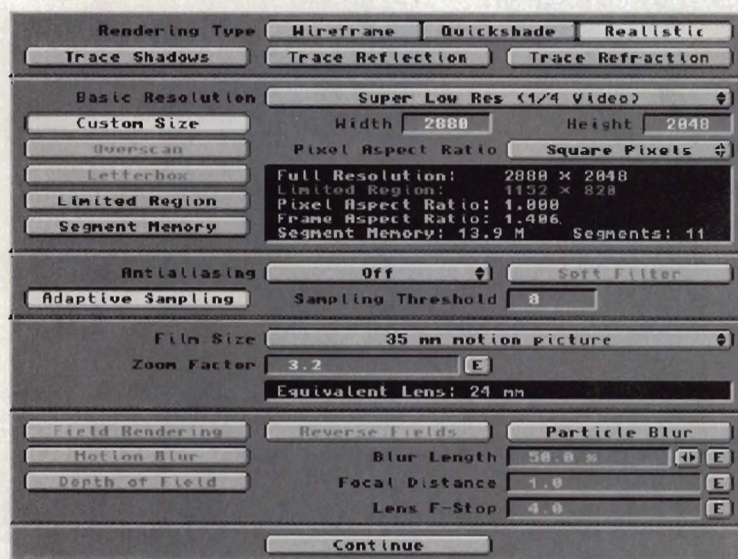 Rendering Type Wireframe Quickshade Realistic
Trace Shadows Trace Reflection Trace Refraction
Basic Resolution Super Low Res (1/4 Video)
Custom Size Width 2880 Height 2048
Overscan Pixel Aspect Ratio Square Pixels
Letterbox
Limited Region
Segment Memory
Full Resolution: 2880 × 2048
Limited Region: 1152 × 820
Pixel Aspect Ratio: 1.000
Frame Aspect Ratio: 1.406
Segment Memory: 13.9 M Segments: 11
Antialiasing Off Soft Filter
Adaptive Sampling Sampling Threshold 8
Film Size 35 mm motion picture
Zoom Factor 3.2 E
Equivalent Lens: 24 mm
Field Rendering Reverse Fields Particle Blur
Motion Blur Blur Length 50.0 % E
Depth of Field Focal Distance 1.0 E
Lens F-Stop 4.0 E
Continue